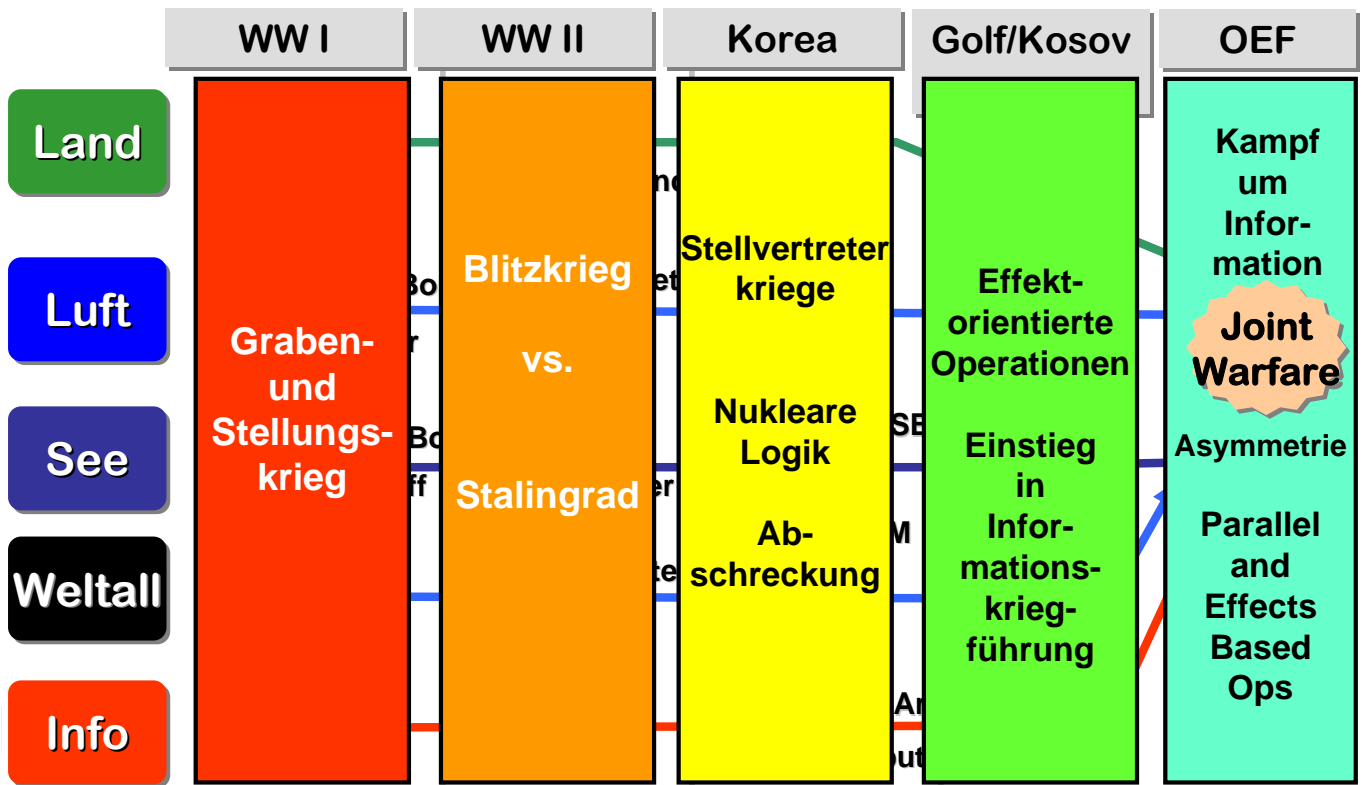 WW I
WW II
Korea
Golf/Kosov
OEF
Land
Luft
See
Weltall
Info
Graben-
und
Stellungs-
krieg
Blitzkrieg
vs.
Stalingrad
Stellvertreter
kriege
Nukleare
Logik
Ab-
schreckung
Effekt-
orientierte
Operationen
Einstieg
in
Infor-
mations-
krieg-
führung
Kampf
um
Infor-
mation
Joint
Warfare
Asymmetrie
Parallel
and
Effects
Based
Ops